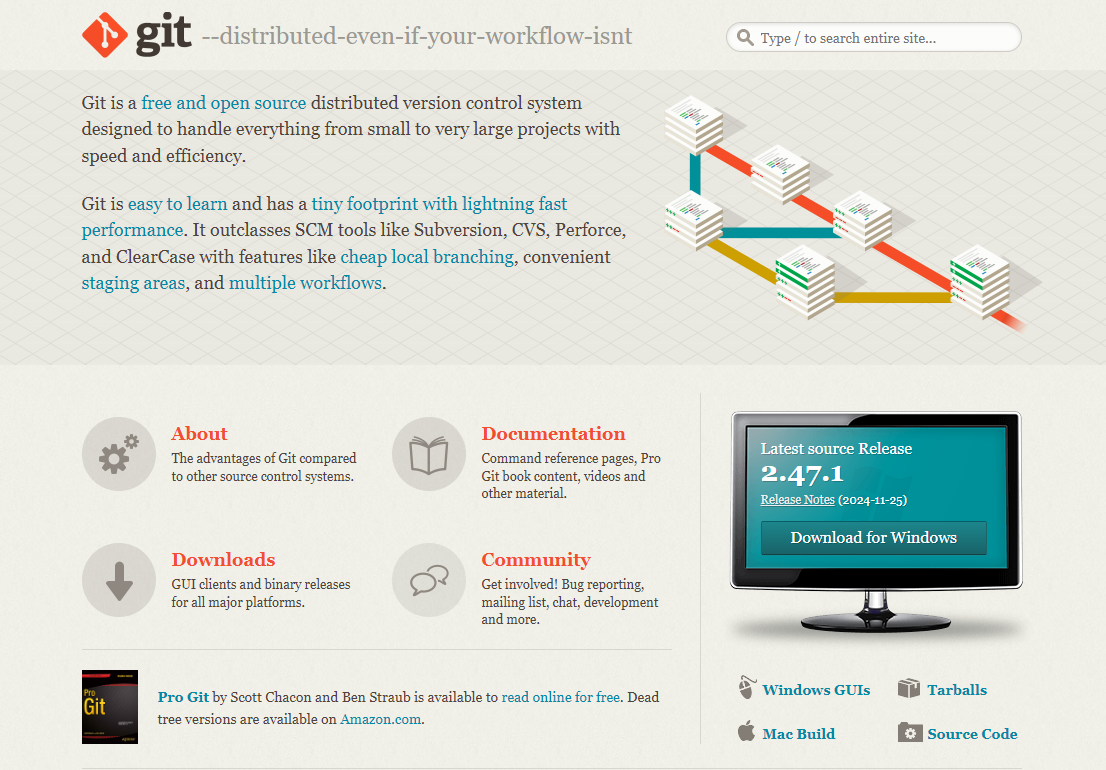 git --distributed-even-if-your-workflow-isnt
Type / to search entire site...
Git is a free and open source distributed version control system
designed to handle everything from small to very large projects with
speed and efficiency.
Git is easy to learn and has a tiny footprint with lightning fast
performance. It outclasses SCM tools like Subversion, CVS, Perforce,
and ClearCase with features like cheap local branching, convenient
staging areas, and multiple workflows.
About
The advantages of Git compared
to other source control systems.
Documentation
Command reference pages, Pro
Git book content, videos and
other material.
Downloads
GUI clients and binary releases
for all major platforms.
Community
Get involved! Bug reporting,
mailing list, chat, development
and more.
Pro
Git
Pro Git by Scott Chacon and Ben Straub is available to read online for free. Dead
tree versions are available on Amazon.com.
Latest source Release
2.47.1
Release Notes (2024-11-25)
Download for Windows
Windows GUIs
Tarballs
Mac Build
Source Code